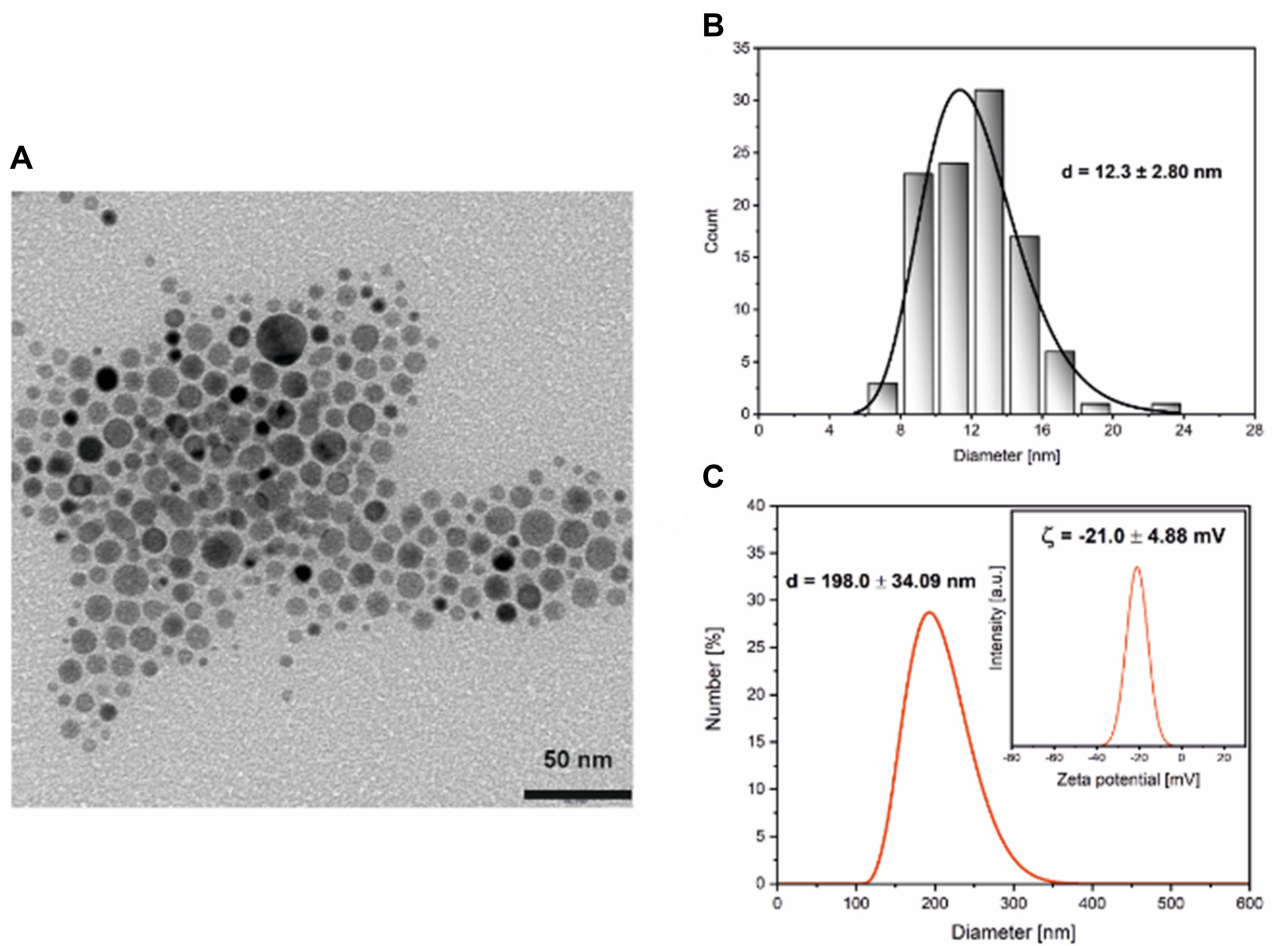 A
50 nm
B
35
30
25
20
15
10
5
0
Count
d = 12.3 ± 2.80 nm
0 4 8 12 16 20 24 28
Diameter [nm]
C
40
35
30
25
20
15
10
5
0
Number [%]
d = 198.0 ± 34.09 nm
0 100 200 300 400 500 600
Diameter [nm]
ζ = -21.0 ± 4.88 mV
Intensity [a.u.]
-80 -60 -40 -20 0 20
Zeta potential [mV]